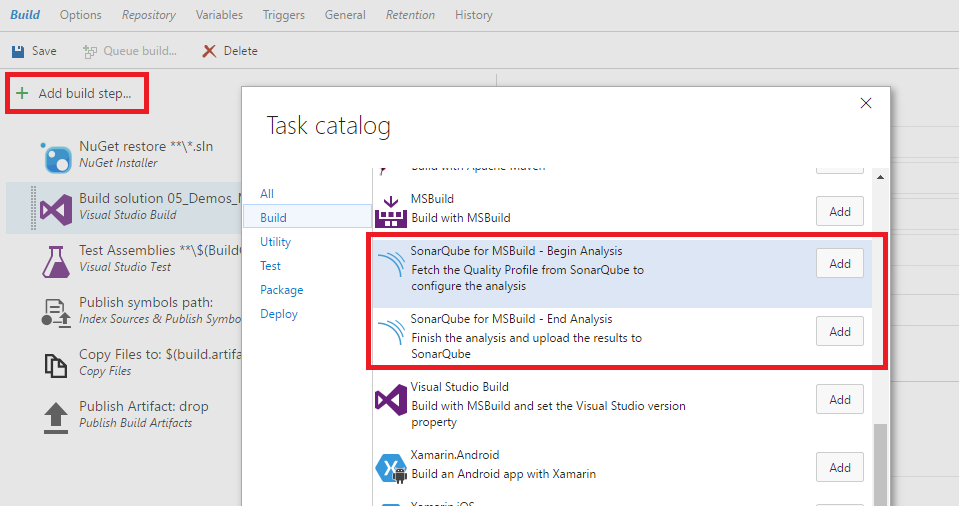 Build Options Repository Variables Triggers General Retention History
Save Queue build... Delete
Add build step...
NuGet restore **\*.sln
NuGet Installer
Build solution 05_Demos_
Visual Studio Build
Test Assemblies **\$(Build
Visual Studio Test
Publish symbols path:
Index Sources & Publish Symbo
Copy Files to: $(build.artifa
Copy Files
Publish Artifact: drop
Publish Build Artifacts
Task catalog
All
Build
Utility
Test
Package
Deploy
Build with Apache Maven
MSBuild
Build with MSBuild
Add
SonarQube for MSBuild - Begin Analysis
Fetch the Quality Profile from SonarQube to
configure the analysis
Add
SonarQube for MSBuild - End Analysis
Finish the analysis and upload the results to
SonarQube
Add
Visual Studio Build
Build with MSBuild and set the Visual Studio version
property
Add
Xamarin.Android
Build an Android app with Xamarin
Add
Xamarin.iOS